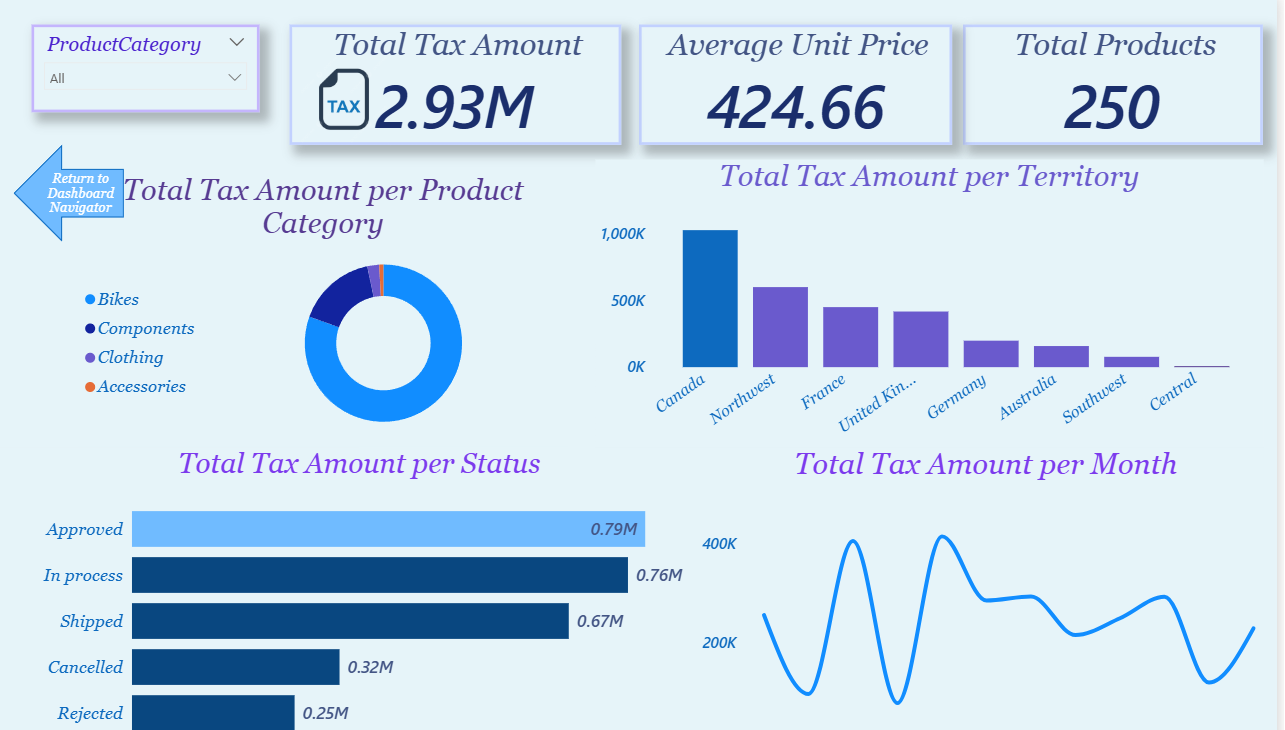 ProductCategory
All
Total Tax Amount
TAX
2.93M
Average Unit Price
424.66
Total Products
250
Return to
Dashboard
Navigator
Total Tax Amount per Product
Category
Bikes
Components
Clothing
Accessories
Total Tax Amount per Territory
1,000K
500K
0K
Canada
Northwest
France
United Kin...
Germany
Australia
Southwest
Central
Total Tax Amount per Status
Approved
0.79M
In process
0.76M
Shipped
0.67M
Cancelled
0.32M
Rejected
0.25M
Total Tax Amount per Month
400K
200K